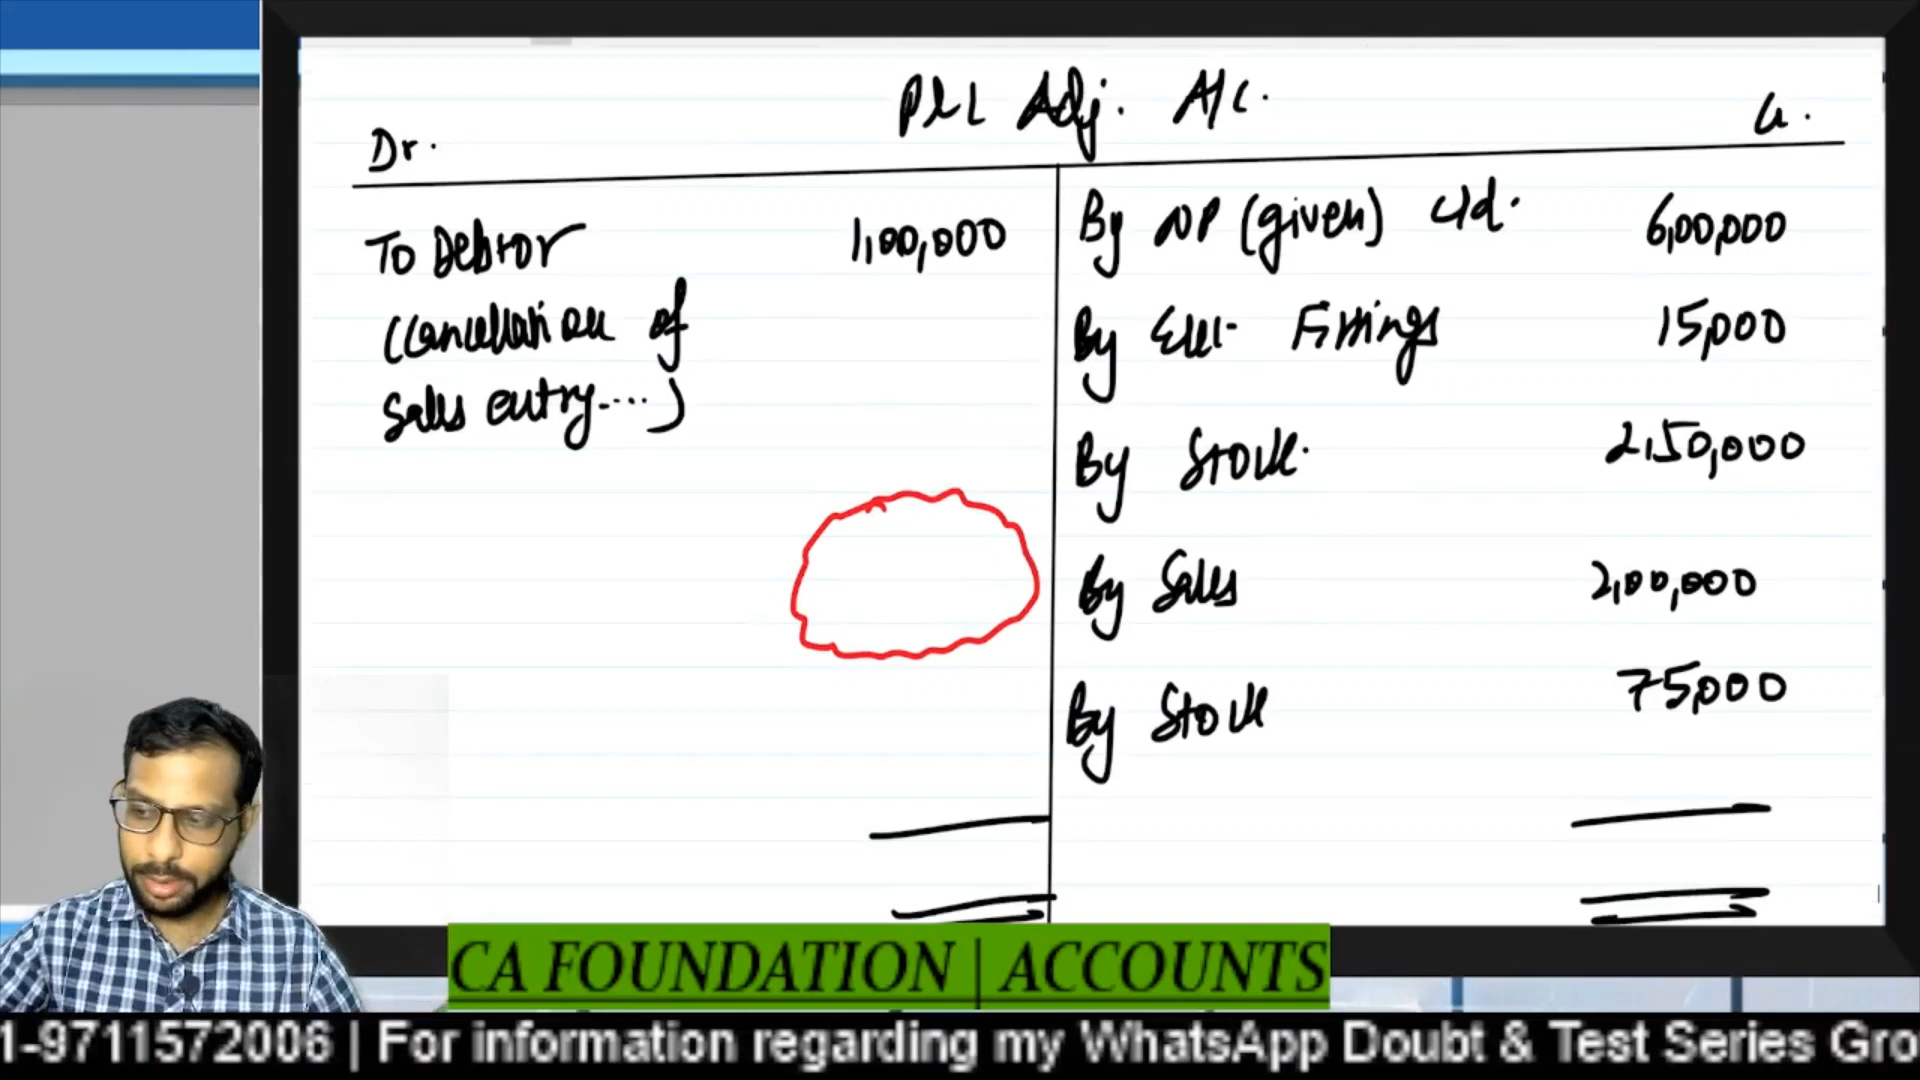 P&L Adj. A/c.
Dr.
Cr.
To Debtor 1,00,000
(Cancellation of
Sales entry....)
By NP (given) c/d. 6,00,000
By Elec. Fittings 15,000
By Stock. 2,50,000
By Sales 2,00,000
By Stock 75,000
CA FOUNDATION | ACCOUNTS
1-9711572006 | For information regarding my WhatsApp Doubt & Test Series Gro